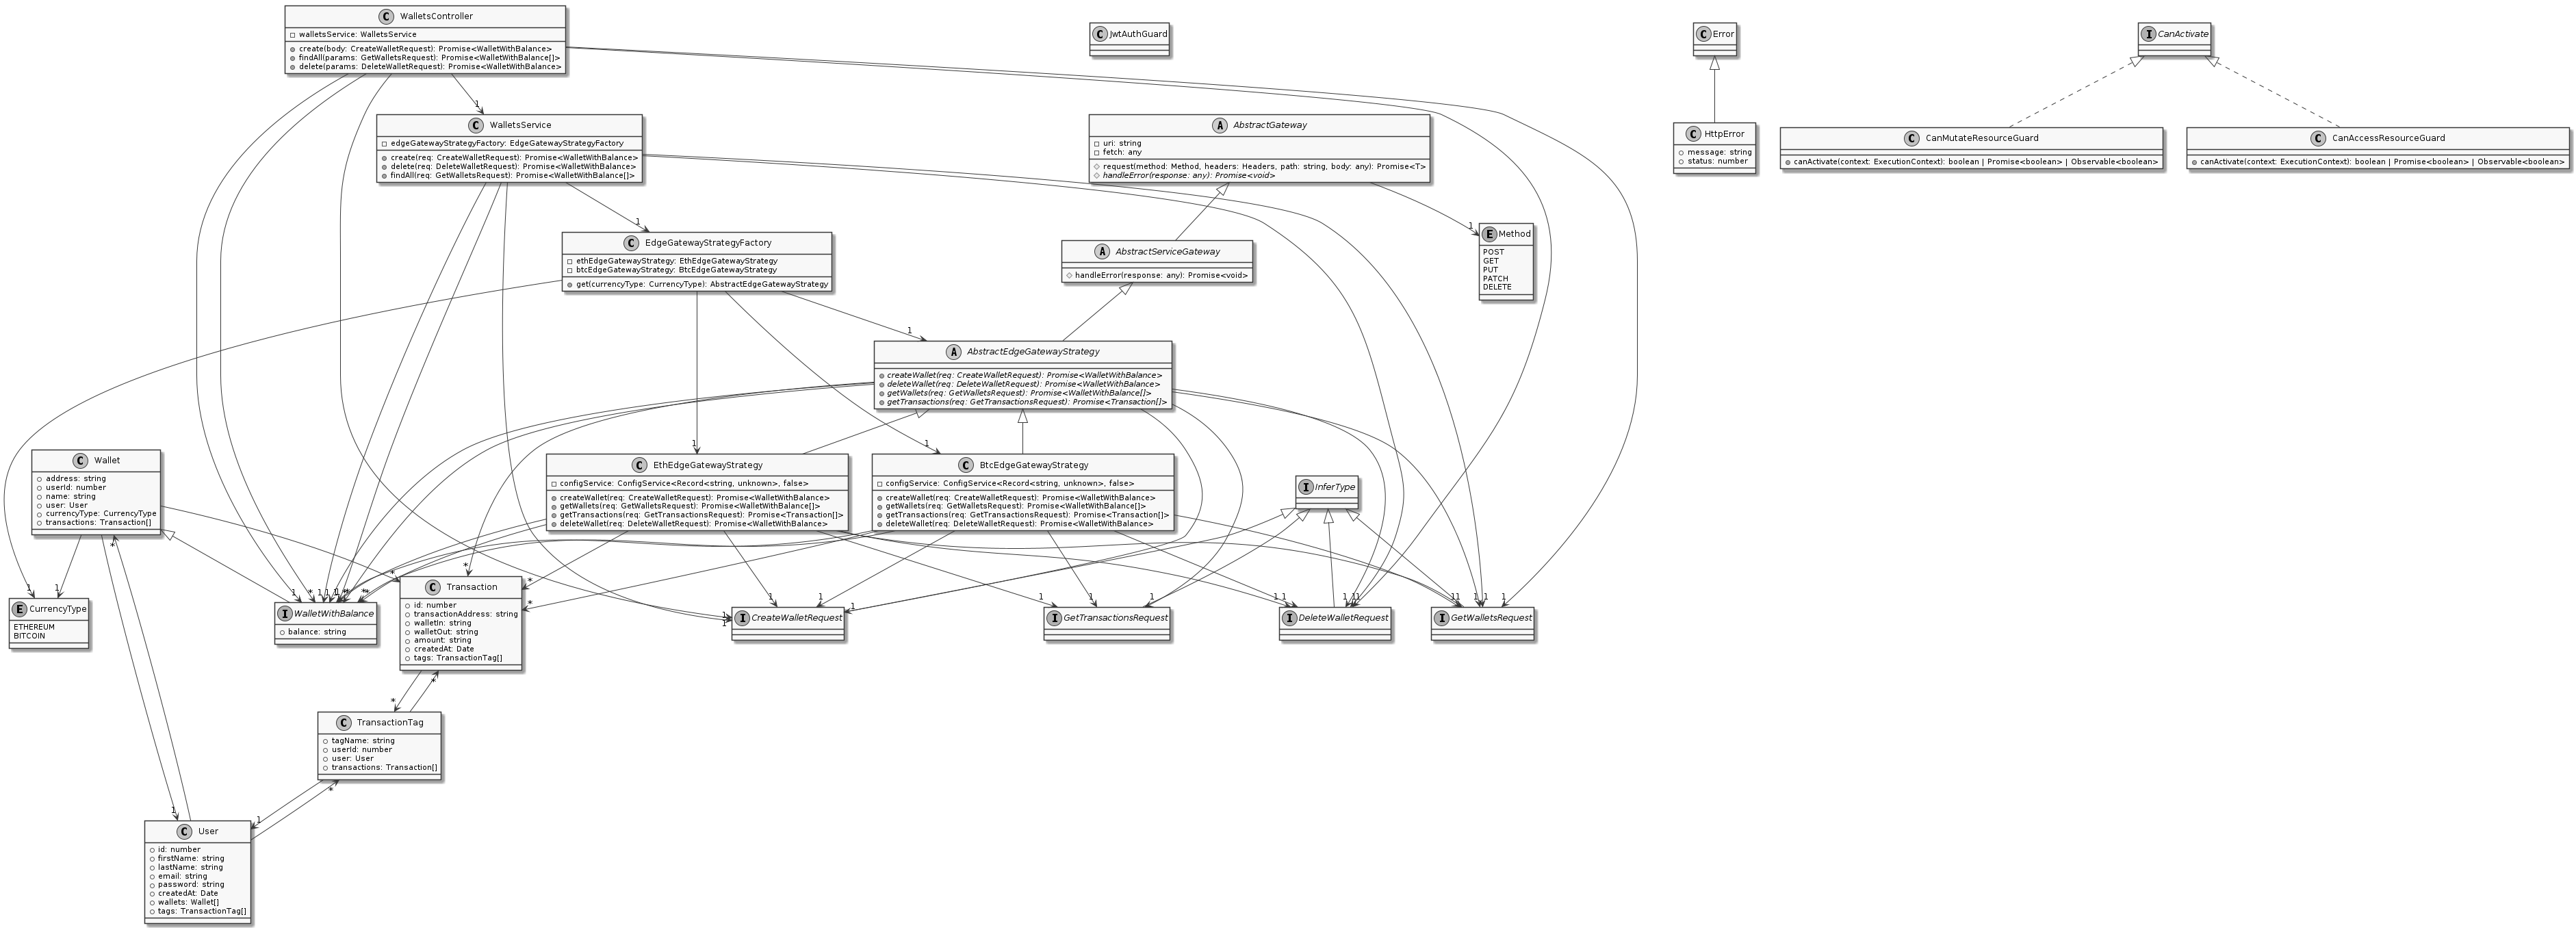 C WalletsController
walletsService: WalletsService
create(body: CreateWalletRequest): Promise<WalletWithBalance>
findAll(params: GetWalletsRequest): Promise<WalletWithBalance[]>
delete(params: DeleteWalletRequest): Promise<WalletWithBalance>
C JwtAuthGuard
C Error
I CanActivate
1
C WalletsService
edgeGatewayStrategyFactory: EdgeGatewayStrategyFactory
create(req: CreateWalletRequest): Promise<WalletWithBalance>
delete(req: DeleteWalletRequest): Promise<WalletWithBalance>
findAll(req: GetWalletsRequest): Promise<WalletWithBalance[]>
A AbstractGateway
uri: string
fetch: any
request(method: Method, headers: Headers, path: string, body: any): Promise<T>
handleError(response: any): Promise<void>
C HttpError
message: string
status: number
C CanMutateResourceGuard
canActivate(context: ExecutionContext): boolean | Promise<boolean> | Observable<boolean>
C CanAccessResourceGuard
canActivate(context: ExecutionContext): boolean | Promise<boolean> | Observable<boolean>
1
1
C EdgeGatewayStrategyFactory
ethEdgeGatewayStrategy: EthEdgeGatewayStrategy
btcEdgeGatewayStrategy: BtcEdgeGatewayStrategy
get(currencyType: CurrencyType): AbstractEdgeGatewayStrategy
A AbstractServiceGateway
handleError(response: any): Promise<void>
E Method
POST
GET
PUT
PATCH
DELETE
1
A AbstractEdgeGatewayStrategy
createWallet(req: CreateWalletRequest): Promise<WalletWithBalance>
deleteWallet(req: DeleteWalletRequest): Promise<WalletWithBalance>
getWallets(req: GetWalletsRequest): Promise<WalletWithBalance[]>
getTransactions(req: GetTransactionsRequest): Promise<Transaction[]>
1
1
C Wallet
address: string
userId: number
name: string
user: User
currencyType: CurrencyType
transactions: Transaction[]
C EthEdgeGatewayStrategy
configService: ConfigService<Record<string, unknown>, false>
createWallet(req: CreateWalletRequest): Promise<WalletWithBalance>
getWallets(req: GetWalletsRequest): Promise<WalletWithBalance[]>
getTransactions(req: GetTransactionsRequest): Promise<Transaction[]>
deleteWallet(req: DeleteWalletRequest): Promise<WalletWithBalance>
C BtcEdgeGatewayStrategy
configService: ConfigService<Record<string, unknown>, false>
createWallet(req: CreateWalletRequest): Promise<WalletWithBalance>
getWallets(req: GetWalletsRequest): Promise<WalletWithBalance[]>
getTransactions(req: GetTransactionsRequest): Promise<Transaction[]>
deleteWallet(req: DeleteWalletRequest): Promise<WalletWithBalance>
I InferType
E CurrencyType
ETHEREUM
BITCOIN
I WalletWithBalance
balance: string
C Transaction
id: number
transactionAddress: string
walletIn: string
walletOut: string
amount: string
createdAt: Date
tags: TransactionTag[]
I CreateWalletRequest
I GetTransactionsRequest
I DeleteWalletRequest
I GetWalletsRequest
*
*
C TransactionTag
tagName: string
userId: number
user: User
transactions: Transaction[]
*
1
1
C User
id: number
firstName: string
lastName: string
email: string
password: string
createdAt: Date
wallets: Wallet[]
tags: TransactionTag[]